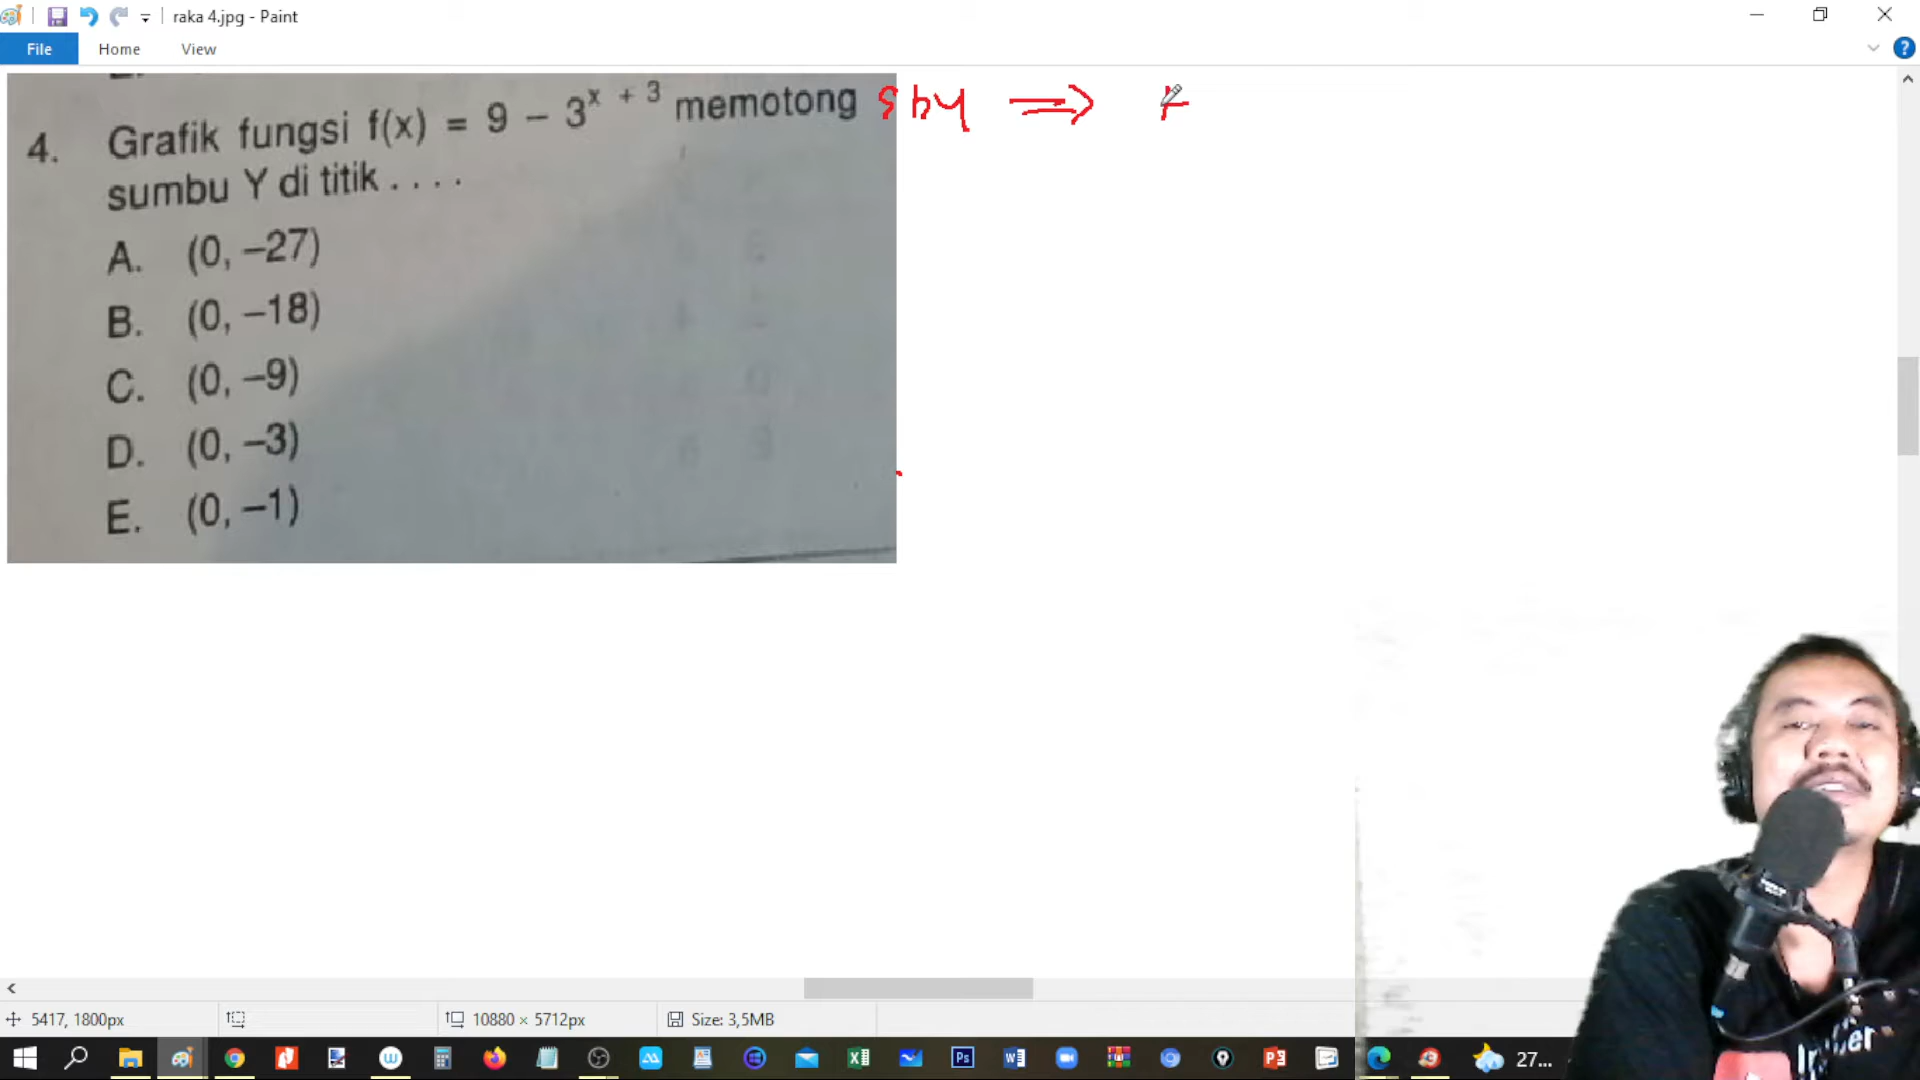 raka 4.jpg - Paint
File Home View
4. Grafik fungsi f(x) = 9 – 3^x + 3 memotong
sumbu Y di titik . . . .
A. (0, –27)
B. (0, –18)
C. (0, –9)
D. (0, –3)
E. (0, –1)
sby ⇒
5417, 1800px
10880 × 5712px
Size: 3,5MB
27...